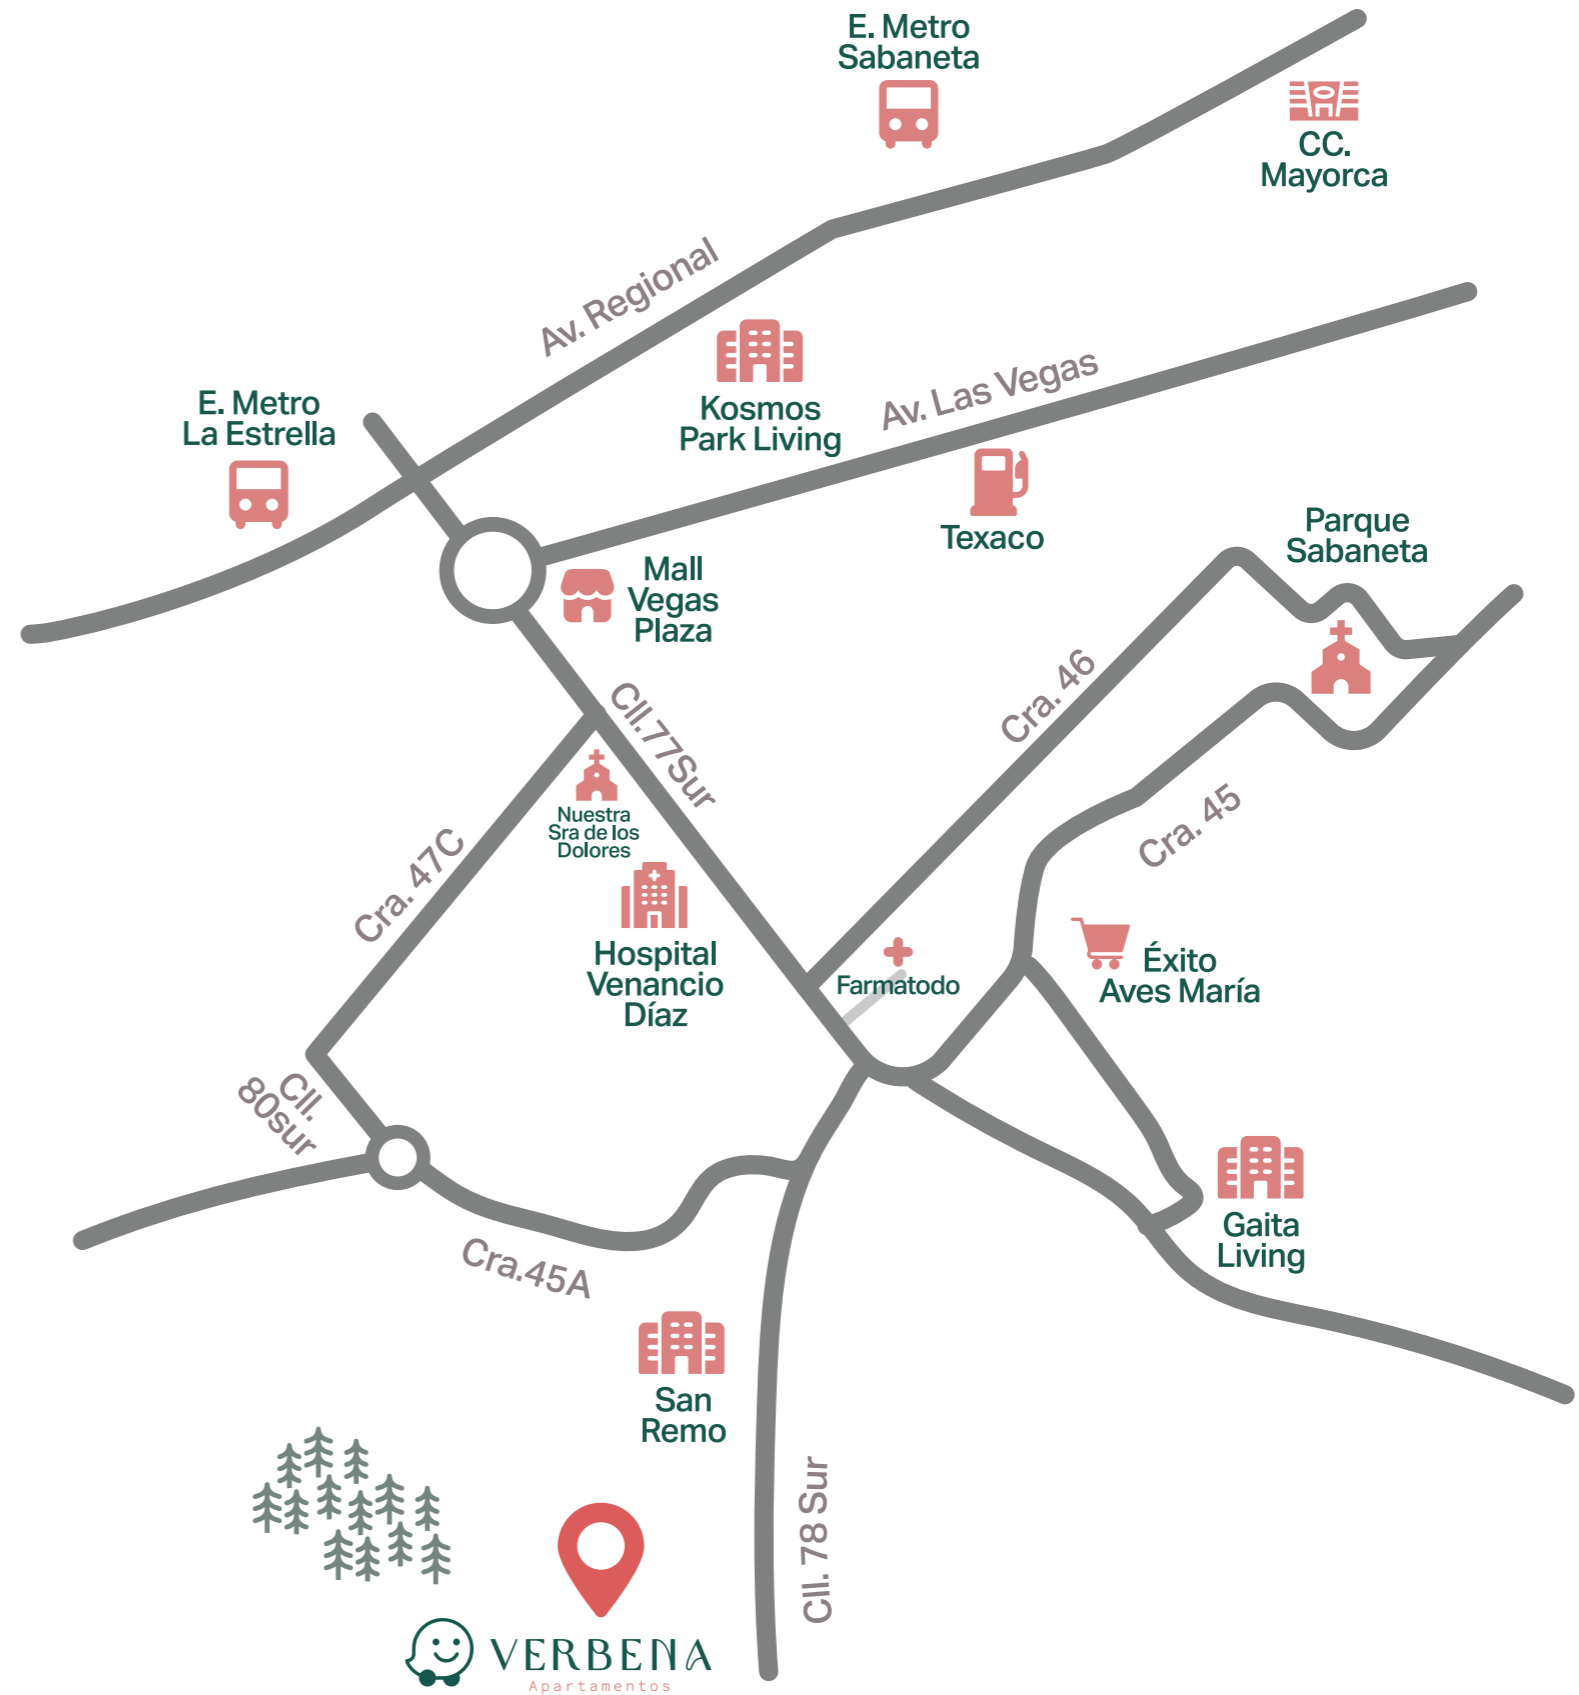 E. Metro
Sabaneta
CC.
Mayorca
Av. Regional
Kosmos
Park Living
Av. Las Vegas
E. Metro
La Estrella
Texaco
Parque
Sabaneta
Mall
Vegas
Plaza
Cll.77Sur
Cra. 46
Nuestra
Sra de los
Dolores
Cra. 47C
Cra. 45
Hospital
Venancio
Díaz
Farmatodo
Éxito
Aves María
Cll.
80sur
Gaita
Living
Cra.45A
San
Remo
Cll. 78 Sur
VERBENA
Apartamentos